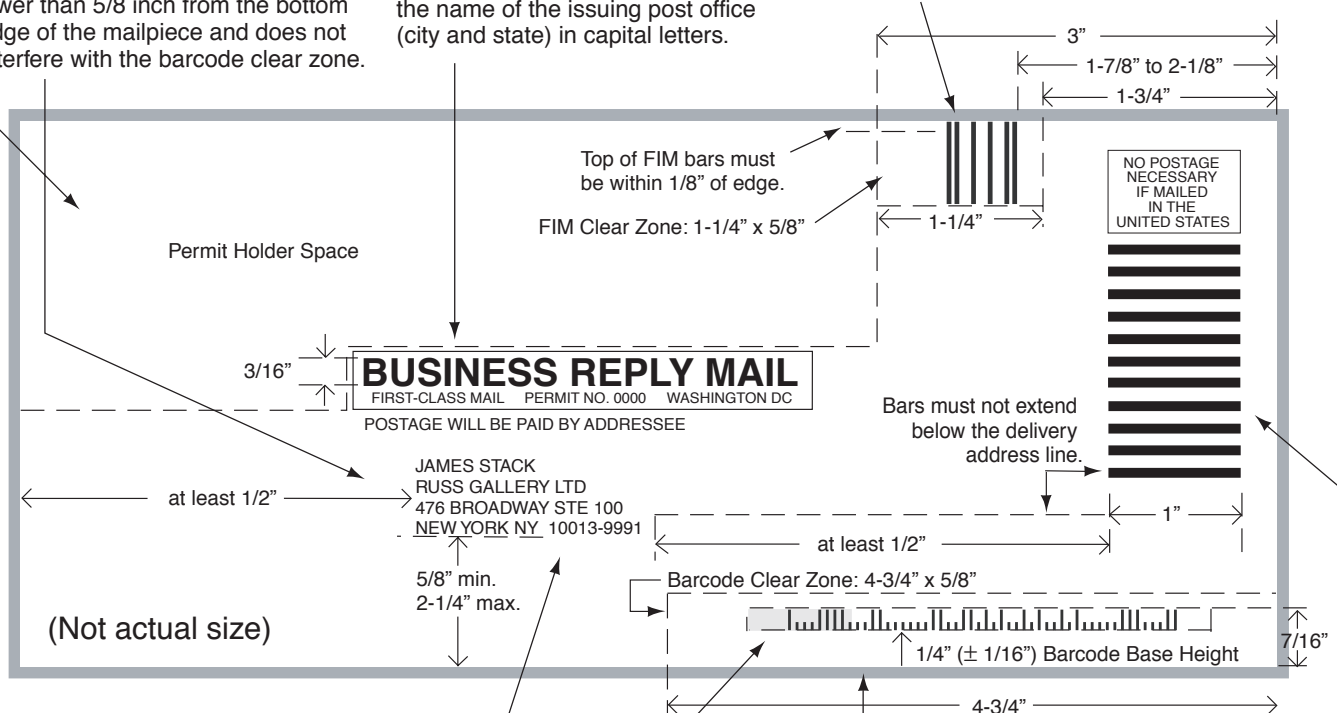 than 5/8 inch from the bottom
of the mailpiece and does not
with the barcode clear zone.
the name of the issuing post office
(city and state) in capital letters.
3”
1-7/8” to 2-1/8”
1-3/4”
Top of FIM bars must
be within 1/8” of edge.
FIM Clear Zone: 1-1/4” x 5/8”
1-1/4”
NO POSTAGE
NECESSARY
IF MAILED
IN THE
UNITED STATES
Permit Holder Space
3/16”
BUSINESS REPLY MAIL
FIRST-CLASS MAIL PERMIT NO. 0000 WASHINGTON DC
POSTAGE WILL BE PAID BY ADDRESSEE
Bars must not extend
below the delivery
address line.
JAMES STACK
RUSS GALLERY LTD
476 BROADWAY STE 100
NEW YORK NY 10013-9991
at least 1/2”
1”
at least 1/2”
5/8” min.
2-1/4” max.
Barcode Clear Zone: 4-3/4” x 5/8”
(Not actual size)
1/4” (± 1/16”) Barcode Base Height
7/16”
4-3/4”